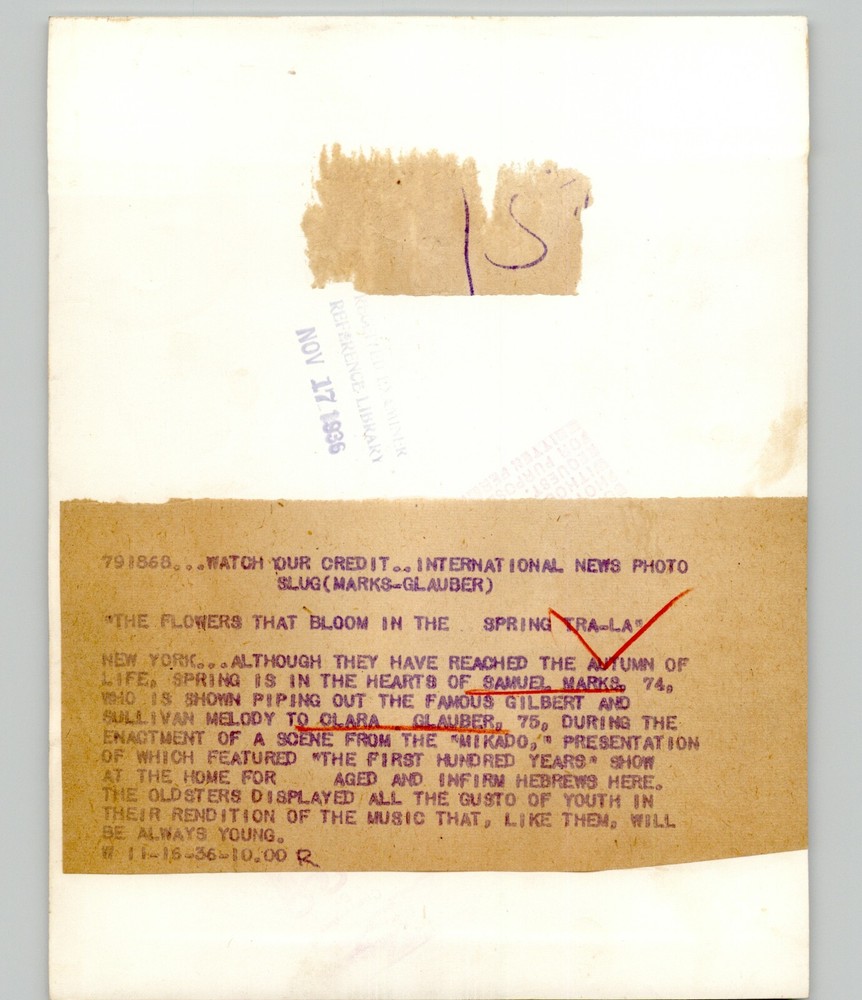 15
REFERENCE LIBRARY
NOV 17 1936
791868...WATCH YOUR CREDIT..INTERNATIONAL NEWS PHOTO
SLUG(MARKS-GLAUBER)
"THE FLOWERS THAT BLOOM IN THE SPRING TRA-LA"
NEW YORK...ALTHOUGH THEY HAVE REACHED THE AUTUMN OF
LIFE, SPRING IS IN THE HEARTS OF SAMUEL MARKS, 74,
WHO IS SHOWN PIPING OUT THE FAMOUS GILBERT AND
SULLIVAN MELODY TO CLARA GLAUBER, 75, DURING THE
ENACTMENT OF A SCENE FROM THE "MIKADO," PRESENTATION
OF WHICH FEATURED "THE FIRST HUNDRED YEARS" SHOW
AT THE HOME FOR AGED AND INFIRM HEBREWS HERE.
THE OLDSTERS DISPLAYED ALL THE GUSTO OF YOUTH IN
THEIR RENDITION OF THE MUSIC THAT, LIKE THEM, WILL
BE ALWAYS YOUNG.
W 11-16-36-10.00 R